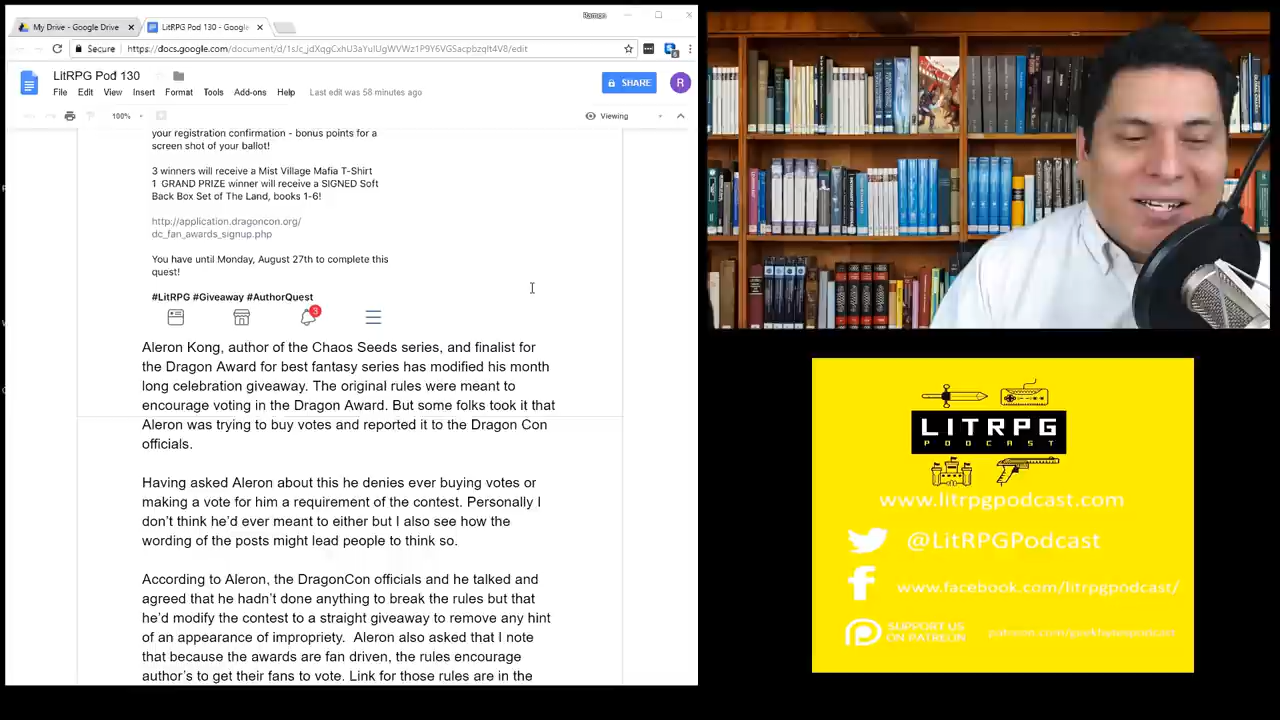 My Drive - Google Drive
LitRPG Pod 130 - Google
Ramon
Secure
LitRPG Pod 130
File Edit View Insert Format Tools Add-ons Help Last edit was 58 minutes ago
SHARE
R
100%
Viewing
your registration confirmation - bonus points for a
screen shot of your ballot!
3 winners will receive a Mist Village Mafia T-Shirt
1 GRAND PRIZE winner will receive a SIGNED Soft
Back Box Set of The Land, books 1-6!
http://application.dragoncon.org/
dc_fan_awards_signup.php
You have until Monday, August 27th to complete this
quest!
#LitRPG #Giveaway #AuthorQuest
3
Aleron Kong, author of the Chaos Seeds series, and finalist for
the Dragon Award for best fantasy series has modified his month
long celebration giveaway. The original rules were meant to
encourage voting in the Dragon Award. But some folks took it that
Aleron was trying to buy votes and reported it to the Dragon Con
officials.
Having asked Aleron about this he denies ever buying votes or
making a vote for him a requirement of the contest. Personally I
don't think he'd ever meant to either but I also see how the
wording of the posts might lead people to think so.
According to Aleron, the DragonCon officials and he talked and
agreed that he hadn't done anything to break the rules but that
he'd modify the contest to a straight giveaway to remove any hint
of an appearance of impropriety. Aleron also asked that I note
that because the awards are fan driven, the rules encourage
author's to get their fans to vote. Link for those rules are in the
LITRPG
PODCAST
www.litrpgpodcast.com
@LitRPGPodcast
www.facebook.com/litrpgpodcast/
SUPPORT US
ON PATREON